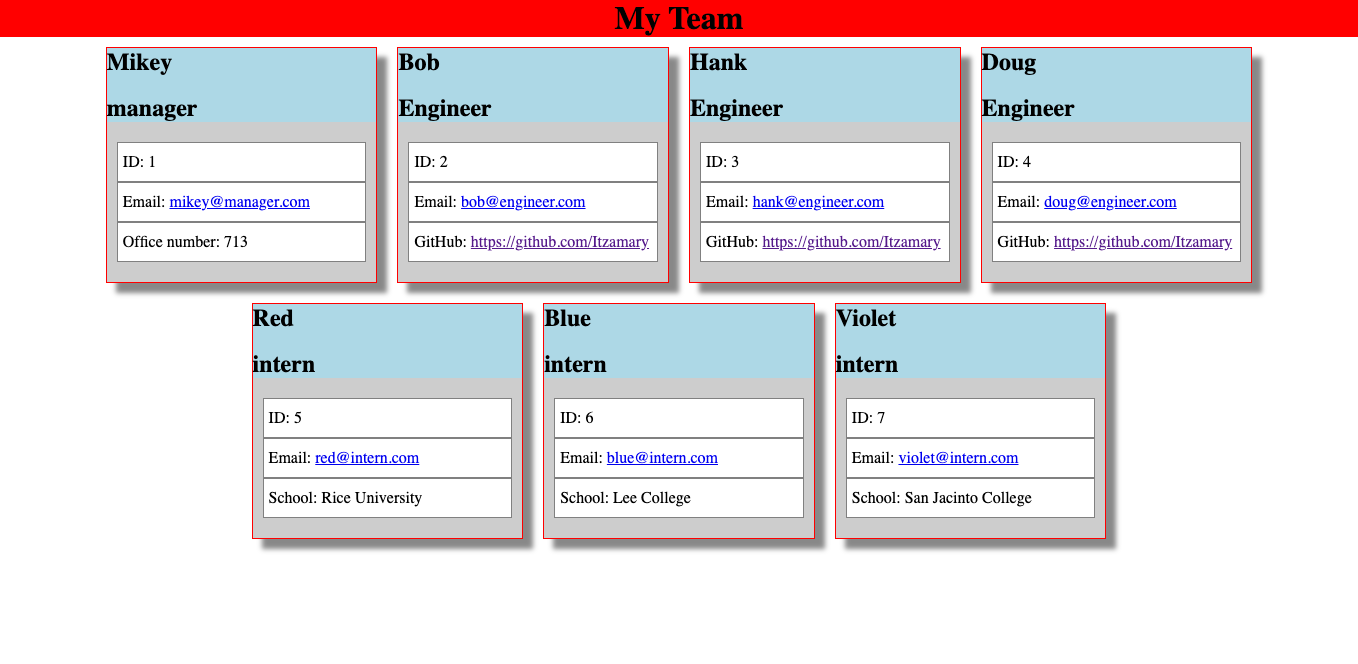 My Team
Mikey
manager
ID: 1
Email: mikey@manager.com
Office number: 713
Bob
Engineer
ID: 2
Email: bob@engineer.com
GitHub: https://github.com/Itzamary
Hank
Engineer
ID: 3
Email: hank@engineer.com
GitHub: https://github.com/Itzamary
Doug
Engineer
ID: 4
Email: doug@engineer.com
GitHub: https://github.com/Itzamary
Red
intern
ID: 5
Email: red@intern.com
School: Rice University
Blue
intern
ID: 6
Email: blue@intern.com
School: Lee College
Violet
intern
ID: 7
Email: violet@intern.com
School: San Jacinto College